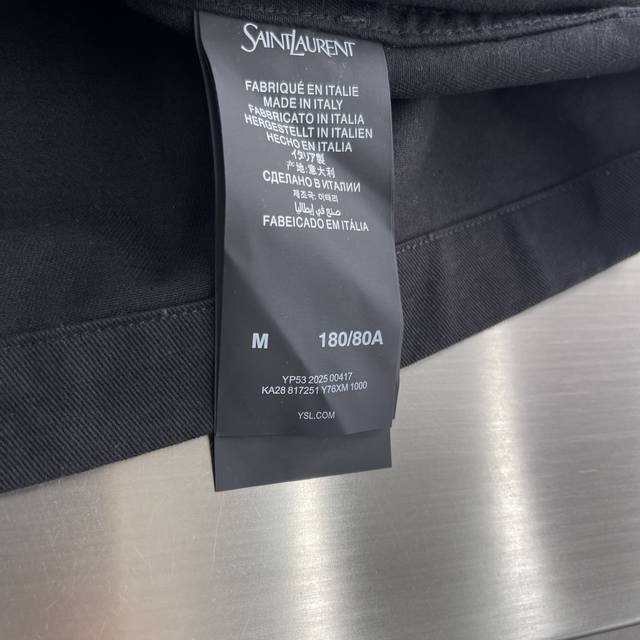 SAINT LAURENT
FABRIQUÉ EN ITALIE
MADE IN ITALY
FABBRICATO IN ITALIA
HERGESTELLT IN ITALIEN
HECHO EN ITALIA
イタリア製
产地:意大利
СДЕЛАНО В ИТАЛИИ
제조국: 이태리
صنع في إيطاليا
FABEICADO EM ITÁLIA
M 180/80A
YP53 2025 00417
KA28 817251 Y76XM 1000
YSL.COM